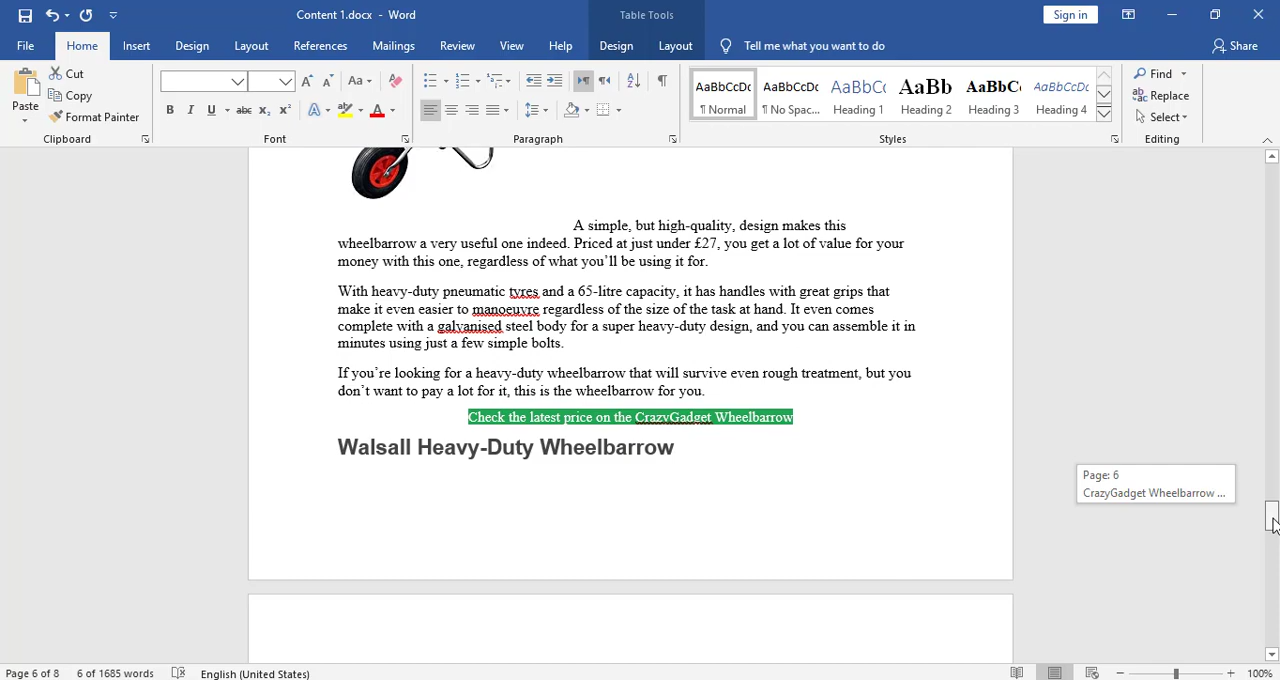 Content 1.docx - Word
Table Tools
Sign in
File Home Insert Design Layout References Mailings Review View Help Design Layout Tell me what you want to do Share
Paste
Cut
Copy
Format Painter
Clipboard
Aa
B I U abc x₂ x² A A
Font
Paragraph
AaBbCcDc AaBbCcDc AaBbCc AaBb AaBbC AaBbCcDc
¶ Normal ¶ No Spac... Heading 1 Heading 2 Heading 3 Heading 4
Styles
Find
Replace
Select
Editing
A simple, but high-quality, design makes this
wheelbarrow a very useful one indeed. Priced at just under £27, you get a lot of value for your
money with this one, regardless of what you’ll be using it for.
With heavy-duty pneumatic tyres and a 65-litre capacity, it has handles with great grips that
make it even easier to manoeuvre regardless of the size of the task at hand. It even comes
complete with a galvanised steel body for a super heavy-duty design, and you can assemble it in
minutes using just a few simple bolts.
If you’re looking for a heavy-duty wheelbarrow that will survive even rough treatment, but you
don’t want to pay a lot for it, this is the wheelbarrow for you.
Check the latest price on the CrazyGadget Wheelbarrow
Walsall Heavy-Duty Wheelbarrow
Page: 6
CrazyGadget Wheelbarrow ...
Page 6 of 8 6 of 1685 words English (United States) 100%